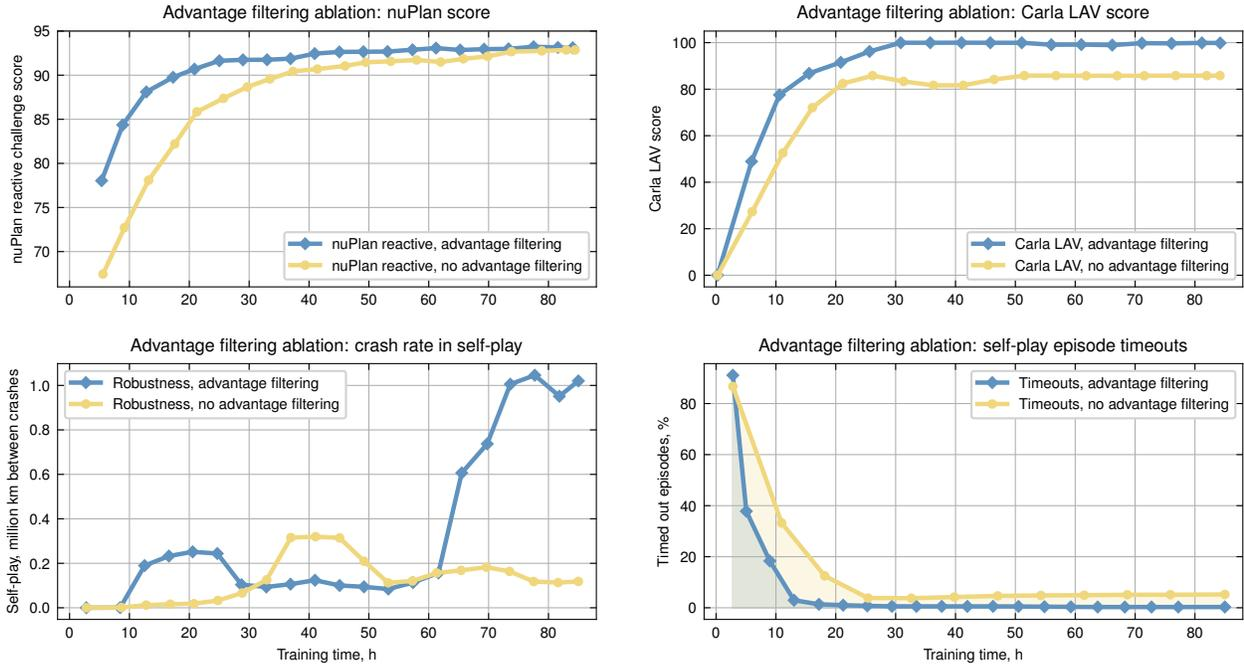 Advantage filtering ablation: nuPlan score
nuPlan reactive challenge score
95
90
85
80
75
70
nuPlan reactive, advantage filtering
nuPlan reactive, no advantage filtering
0 10 20 30 40 50 60 70 80
Advantage filtering ablation: Carla LAV score
Carla LAV score
100
80
60
40
20
0
Carla LAV, advantage filtering
Carla LAV, no advantage filtering
0 10 20 30 40 50 60 70 80
Advantage filtering ablation: crash rate in self-play
Self-play, million km between crashes
Robustness, advantage filtering
Robustness, no advantage filtering
1.0
0.8
0.6
0.4
0.2
0.0
0 10 20 30 40 50 60 70 80
Training time, h
Advantage filtering ablation: self-play episode timeouts
Timed out episodes, %
Timeouts, advantage filtering
Timeouts, no advantage filtering
80
60
40
20
0
0 10 20 30 40 50 60 70 80
Training time, h